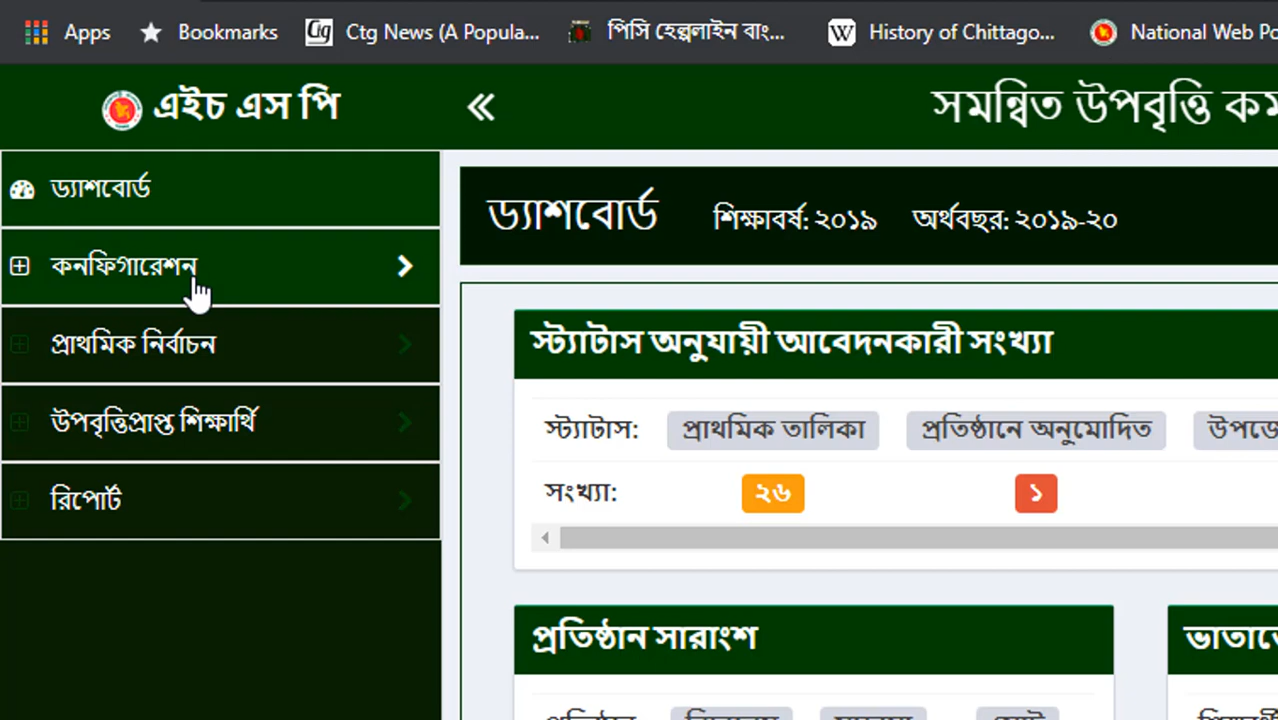 Apps Bookmarks Ctg News (A Popula... পিসি হেল্পলাইন বাং... History of Chittago... National Web
এইচ এস পি
সমন্বিত উপবৃত্তি
ড্যাশবোর্ড
কনফিগারেশন
প্রাথমিক নির্বাচন
উপবৃত্তিপ্রাপ্ত শিক্ষার্থি
রিপোর্ট
ড্যাশবোর্ড শিক্ষাবর্ষ: ২০১৯ অর্থবছর: ২০১৯-২০
স্ট্যাটাস অনুযায়ী আবেদনকারী সংখ্যা
স্ট্যাটাস: প্রাথমিক তালিকা প্রতিষ্ঠানে অনুমোদিত
সংখ্যা: ২৬ ১
প্রতিষ্ঠান সারাংশ